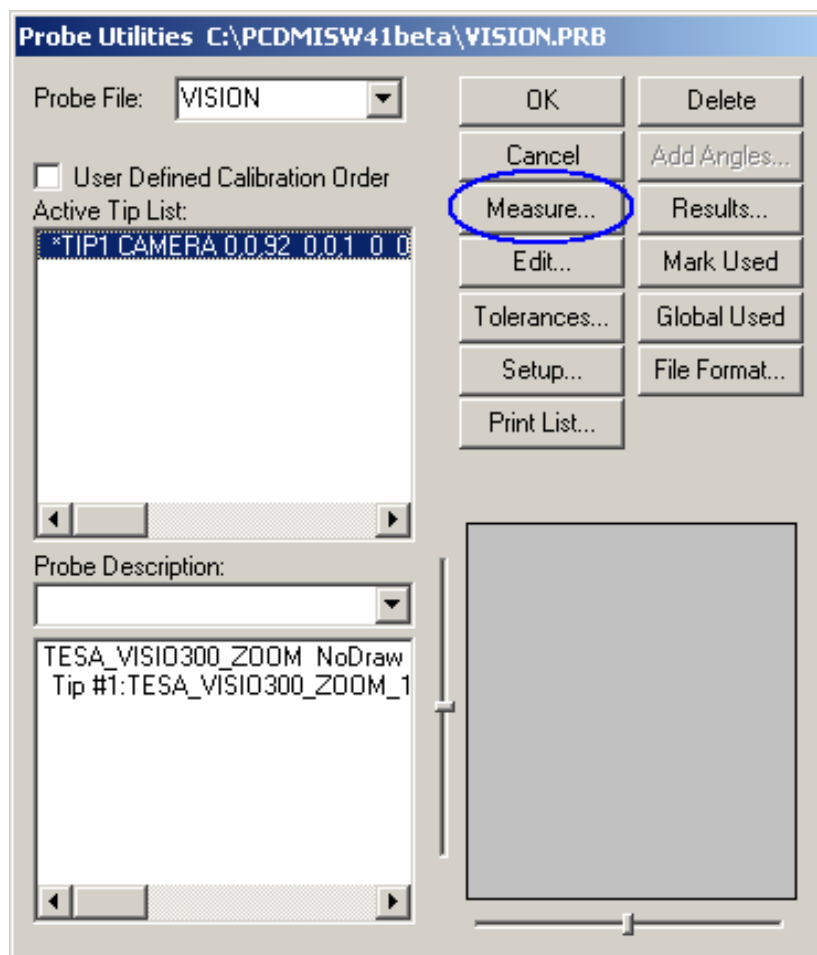 Probe Utilities C:\PCDMISW41beta\VISION.PRB
Probe File: VISION
User Defined Calibration Order
Active Tip List:
*TIP1 CAMERA 0,0,92 0,0,1 0 0
OK
Delete
Cancel
Add Angles...
Measure...
Results...
Edit...
Mark Used
Tolerances...
Global Used
Setup...
File Format...
Print List...
Probe Description:
TESA_VISIO300_ZOOM NoDraw
Tip #1:TESA_VISIO300_ZOOM_1